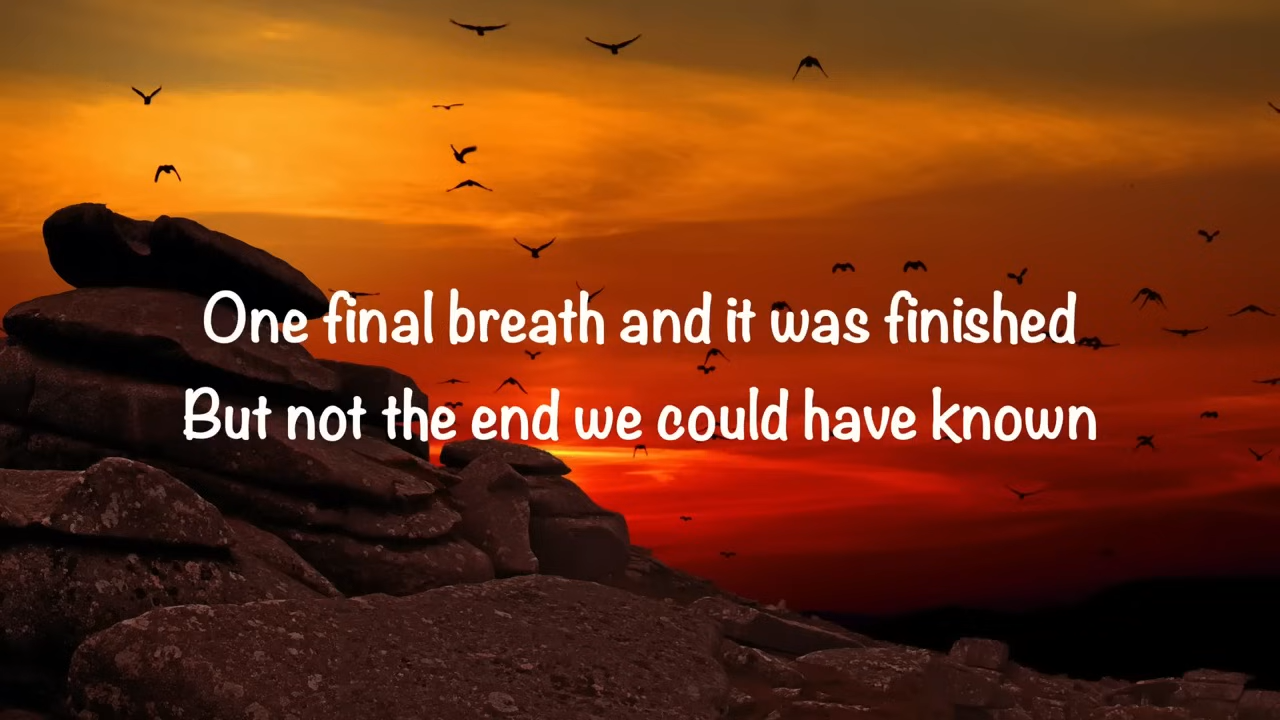 One final breath and it was finished
But not the end we could have known